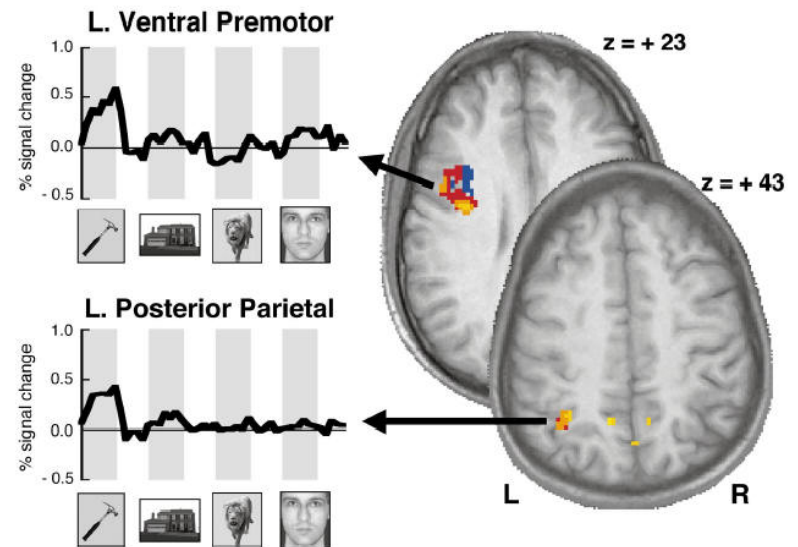 L. Ventral Premotor
% signal change
1.0
0.5
0.0
- 0.5
z = + 23
z = + 43
L. Posterior Parietal
% signal change
1.0
0.5
0.0
- 0.5
L
R